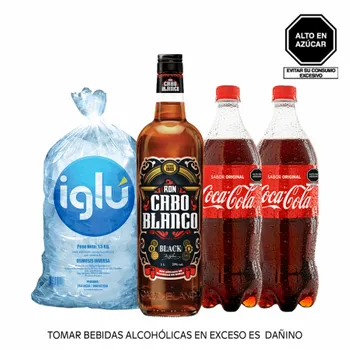 ALTO EN
AZÚCAR
EVITAR SU CONSUMO
EXCESIVO
iglú
RON
CABO
BLANCO
BLACK
SABOR ORIGINAL
Coca-Cola
SABOR ORIGINAL
Coca-Cola
TOMAR BEBIDAS ALCOHÓLICAS EN EXCESO ES DAÑINO